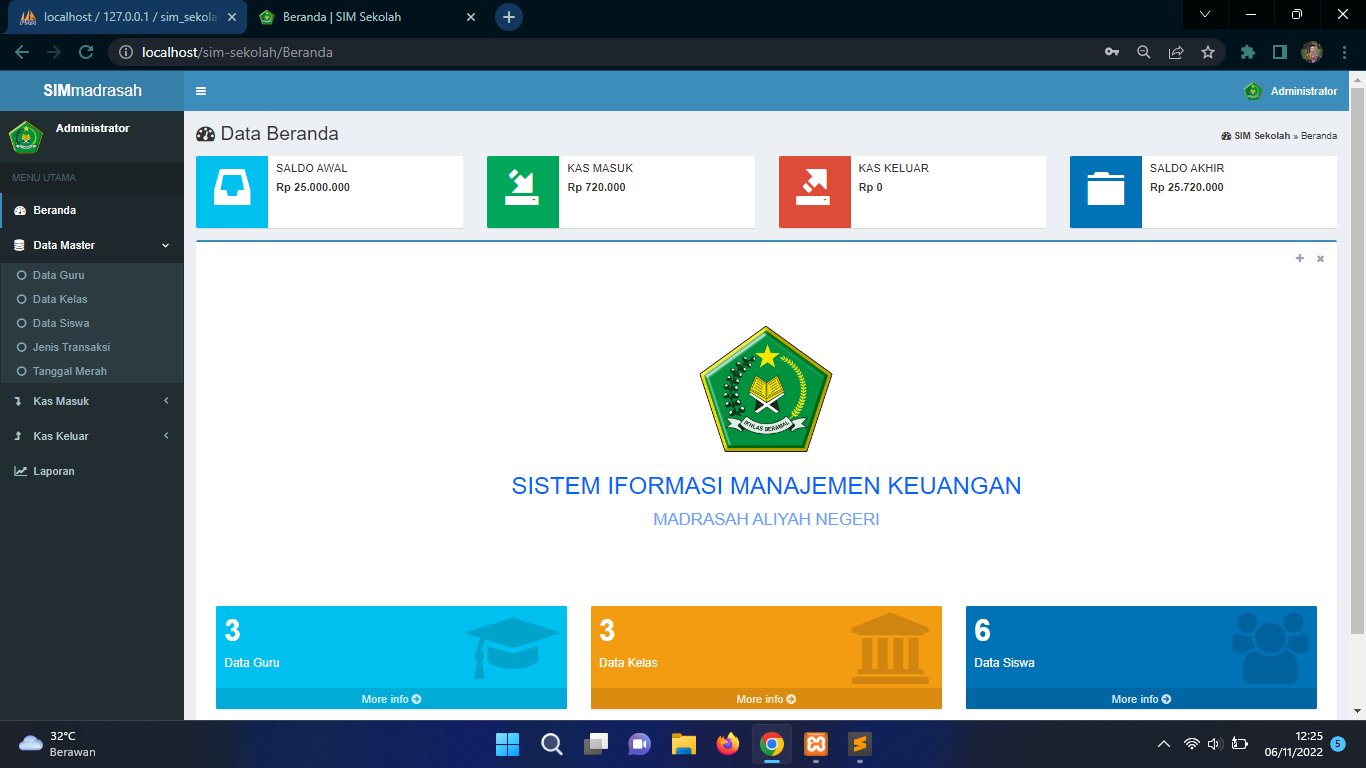 localhost / 127.0.0.1 / sim_sekola
Beranda | SIM Sekolah
localhost/sim-sekolah/Beranda
SIMmadrasah
Administrator
Administrator
MENU UTAMA
Beranda
Data Master
Data Guru
Data Kelas
Data Siswa
Jenis Transaksi
Tanggal Merah
Kas Masuk
Kas Keluar
Laporan
Data Beranda
SIM Sekolah » Beranda
SALDO AWAL
Rp 25.000.000
KAS MASUK
Rp 720.000
KAS KELUAR
Rp 0
SALDO AKHIR
Rp 25.720.000
IKHLAS BERAMAL
SISTEM IFORMASI MANAJEMEN KEUANGAN
MADRASAH ALIYAH NEGERI
3
Data Guru
More info
3
Data Kelas
More info
6
Data Siswa
More info
32°C
Berawan
12:25
06/11/2022
5